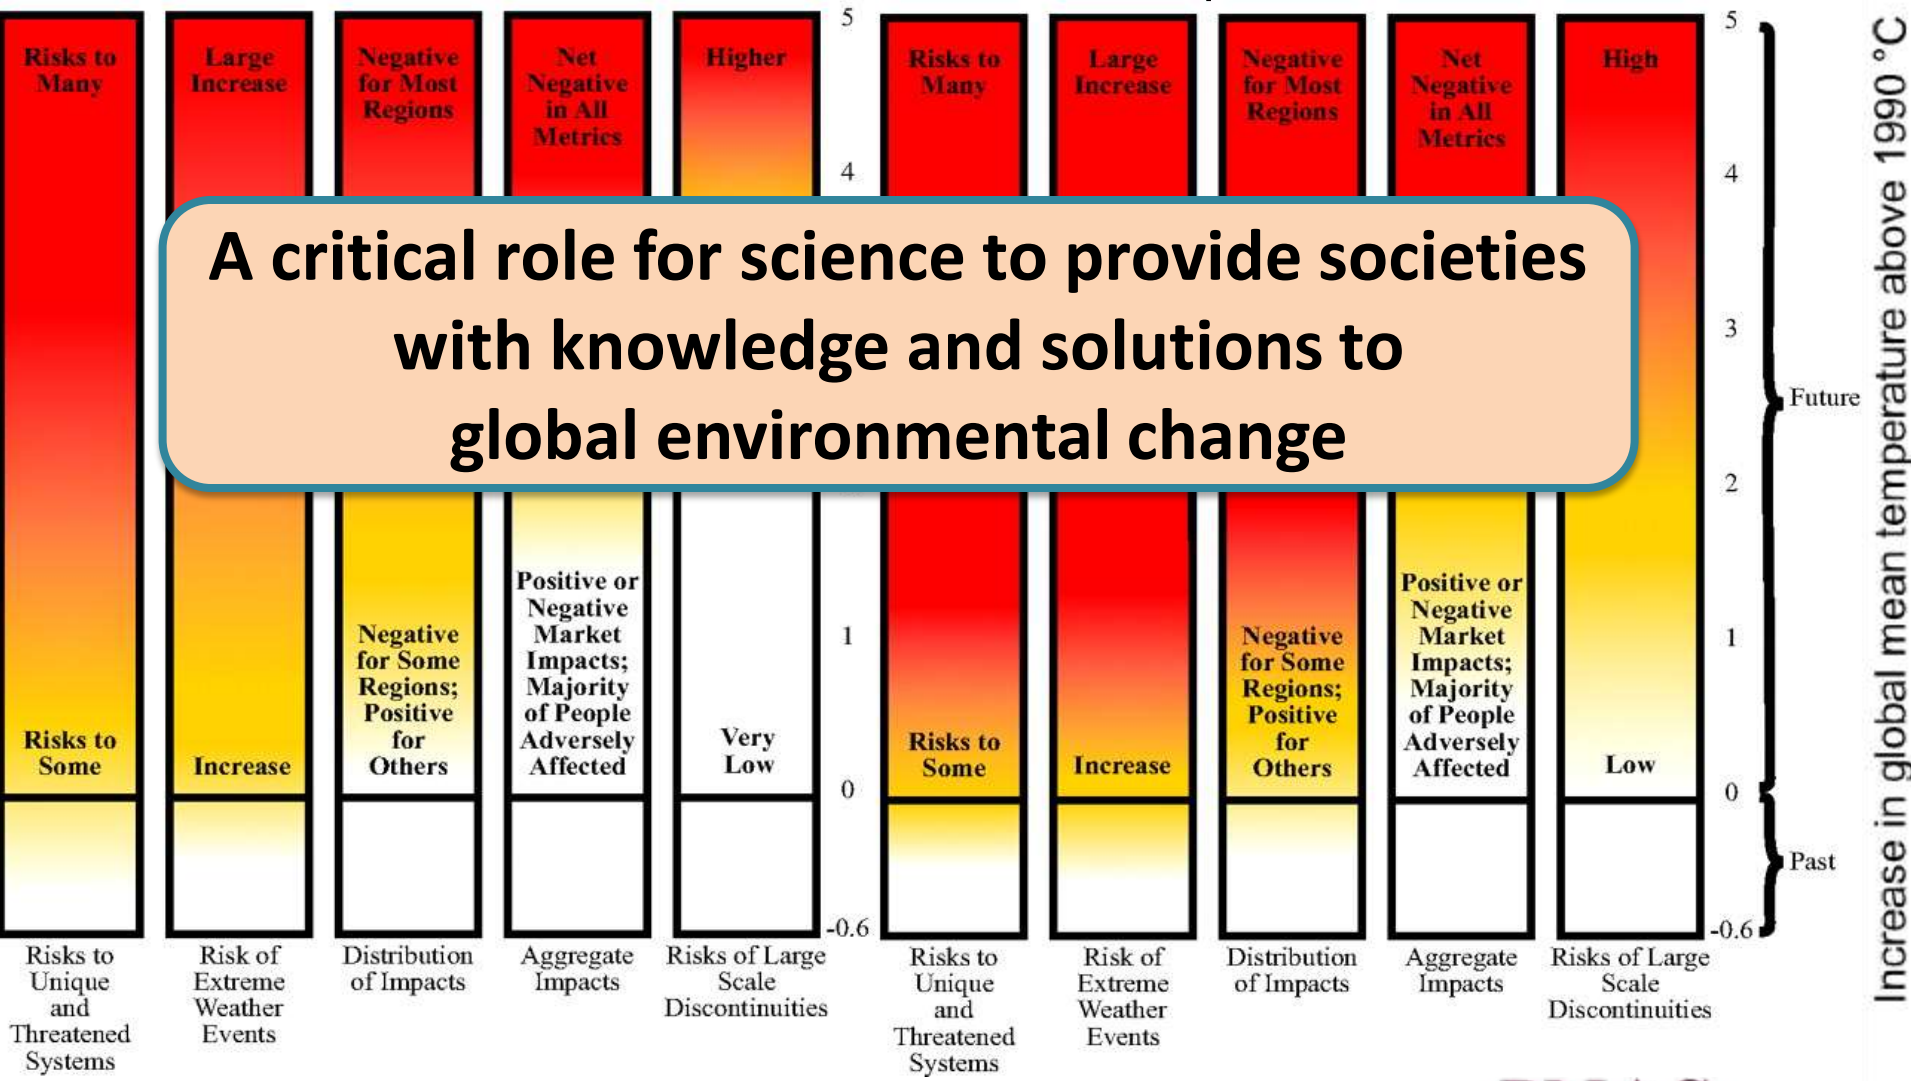 Risks to
Many
Large
Increase
Negative
for Most
Regions
Net
Negative
in All
Metrics
Higher
5
Risks to
Many
Large
Increase
Negative
for Most
Regions
Net
Negative
in All
Metrics
High
5
4
4
A critical role for science to provide societies
with knowledge and solutions to
global environmental change
3
2
Future
Increase in global mean temperature above 1990 °C
Risks to
Some
Increase
Negative
for Some
Regions;
Positive
for
Others
Positive or
Negative
Market
Impacts;
Majority
of People
Adversely
Affected
Very
Low
1
0
Risks to
Some
Increase
Negative
for Some
Regions;
Positive
for
Others
Positive or
Negative
Market
Impacts;
Majority
of People
Adversely
Affected
Low
1
0
Past
-0.6
-0.6
Risks to
Unique
and
Threatened
Systems
Risk of
Extreme
Weather
Events
Distribution
of Impacts
Aggregate
Impacts
Risks of Large
Scale
Discontinuities
Risks to
Unique
and
Threatened
Systems
Risk of
Extreme
Weather
Events
Distribution
of Impacts
Aggregate
Impacts
Risks of Large
Scale
Discontinuities